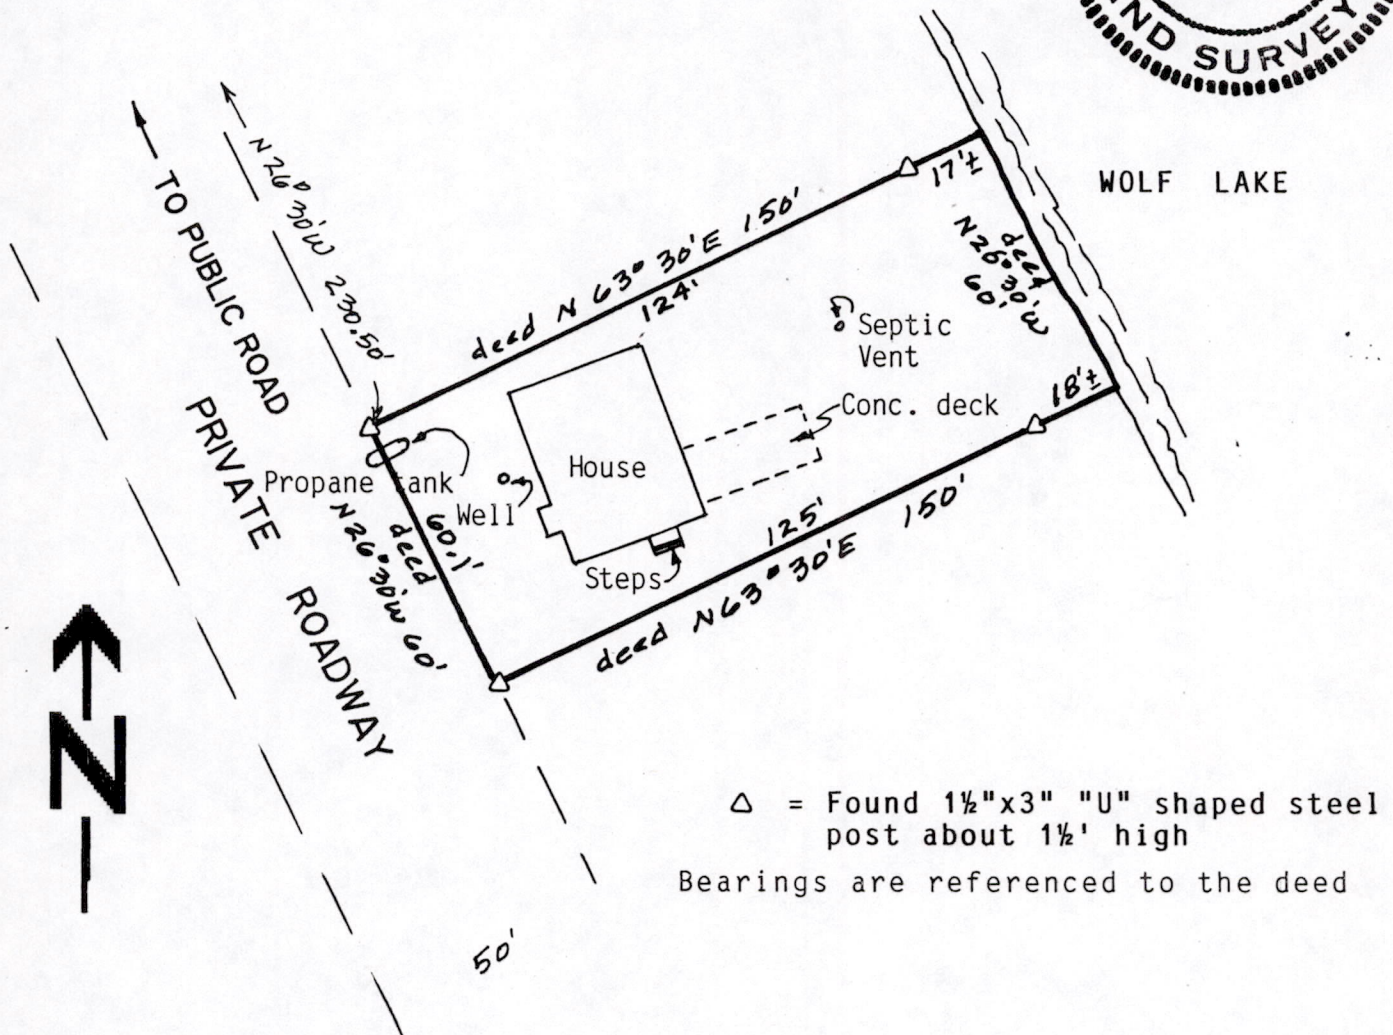 ND SURVEY
WOLF LAKE
N 26° 30'W 230.50'
TO PUBLIC ROAD
PRIVATE ROADWAY
deed N 63° 30'E 150'
124'
17'±
deed
N26°30'W
60'
Septic
Vent
Conc. deck
18'±
House
Propane tank
Well
Steps
60.1'
deed
N26°30'W 60'
125'
150'
deed N63°30'E
N
50'
△ = Found 1½"x3" "U" shaped steel
post about 1½' high
Bearings are referenced to the deed